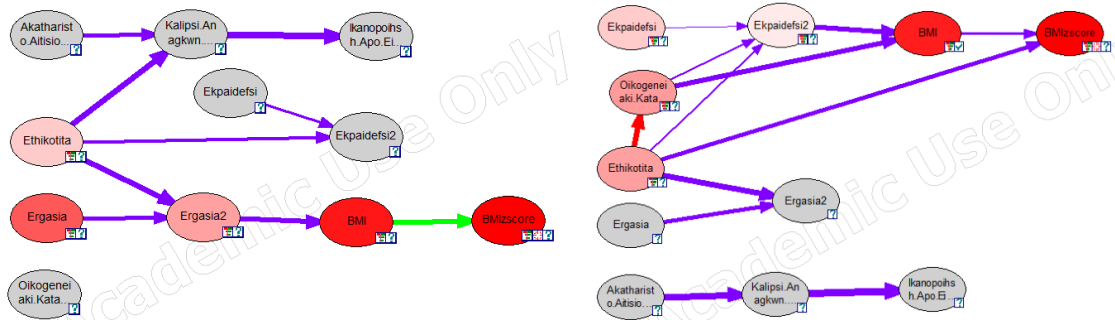 Akatharist
o.Aitisio....
Kalipsi.An
agkwn....
Ikanopoihs
h.Apo.Ei...
Ekpaidefsi
Ethikotita
Ekpaidefsi2
Ergasia
Ergasia2
BMI
BMIzscore
Oikogenei
aki.Kata....
Academic Use Only
Ekpaidefsi
Ekpaidefsi2
BMI
BMIzscore
Oikogenei
aki.Kata....
Ethikotita
Ergasia
Ergasia2
Akatharist
o.Aitisio....
Kalipsi.An
agkwn....
Ikanopoihs
h.Apo.Ei...
Academic Use On